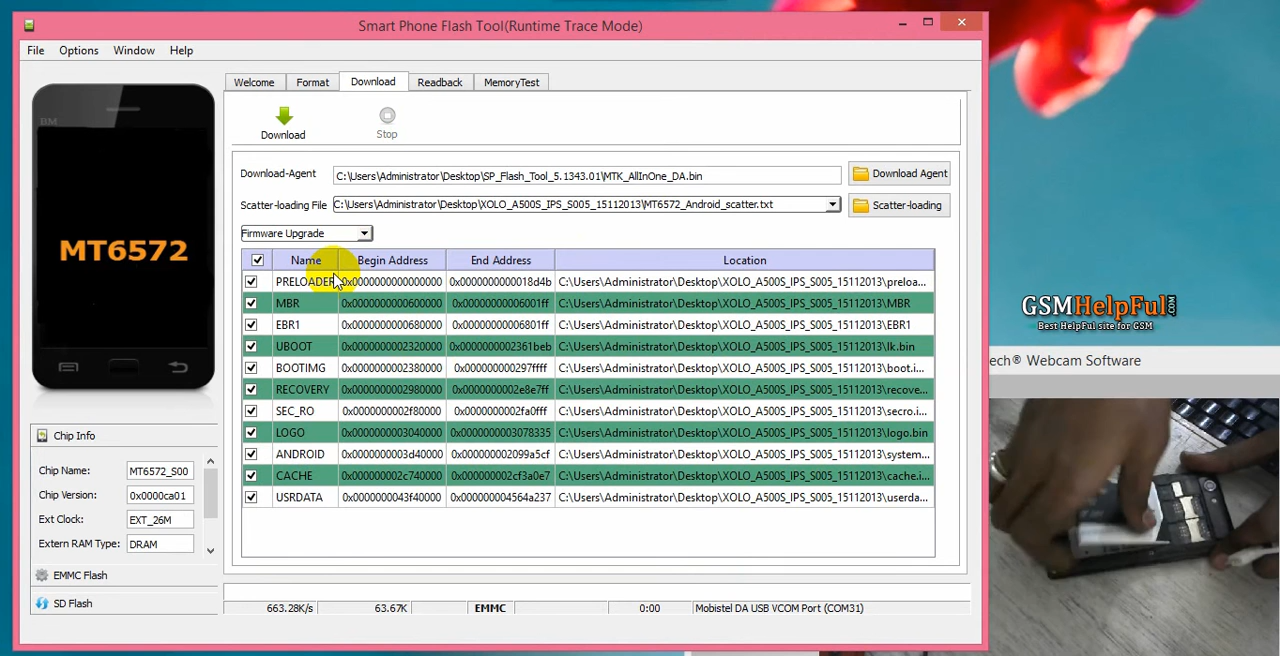 Smart Phone Flash Tool(Runtime Trace Mode)
File Options Window Help
BM
MT6572
Welcome Format Download Readback MemoryTest
Download Stop
Download-Agent C:\Users\Administrator\Desktop\SP_Flash_Tool_5.1343.01\MTK_AllInOne_DA.bin Download Agent
Scatter-loading File C:\Users\Administrator\Desktop\XOLO_A500S_IPS_S005_15112013\MT6572_Android_scatter.txt Scatter-loading
Firmware Upgrade
Name Begin Address End Address Location
PRELOADER 0x0000000000000000 0x0000000000018d4b C:\Users\Administrator\Desktop\XOLO_A500S_IPS_S005_15112013\preloa...
MBR 0x0000000000600000 0x00000000006001ff C:\Users\Administrator\Desktop\XOLO_A500S_IPS_S005_15112013\MBR
EBR1 0x0000000000680000 0x00000000006801ff C:\Users\Administrator\Desktop\XOLO_A500S_IPS_S005_15112013\EBR1
UBOOT 0x0000000002320000 0x0000000002361beb C:\Users\Administrator\Desktop\XOLO_A500S_IPS_S005_15112013\lk.bin
BOOTIMG 0x0000000002380000 0x000000000297ffff C:\Users\Administrator\Desktop\XOLO_A500S_IPS_S005_15112013\boot.i...
RECOVERY 0x0000000002980000 0x0000000002e8e7ff C:\Users\Administrator\Desktop\XOLO_A500S_IPS_S005_15112013\recove...
SEC_RO 0x0000000002f80000 0x0000000002fa0fff C:\Users\Administrator\Desktop\XOLO_A500S_IPS_S005_15112013\secro.i...
LOGO 0x0000000003040000 0x0000000003078335 C:\Users\Administrator\Desktop\XOLO_A500S_IPS_S005_15112013\logo.bin
ANDROID 0x0000000003d40000 0x000000002099a5cf C:\Users\Administrator\Desktop\XOLO_A500S_IPS_S005_15112013\system...
CACHE 0x000000002c740000 0x000000002cf3a0e7 C:\Users\Administrator\Desktop\XOLO_A500S_IPS_S005_15112013\cache.i...
USRDATA 0x0000000043f40000 0x000000004564a237 C:\Users\Administrator\Desktop\XOLO_A500S_IPS_S005_15112013\userda...
Chip Info
Chip Name: MT6572_S00
Chip Version: 0x0000ca01
Ext Clock: EXT_26M
Extern RAM Type: DRAM
EMMC Flash
SD Flash
663.28K/s 63.67K EMMC 0:00 Mobistel DA USB VCOM Port (COM31)
GSMHelpFul.COM
Best HelpFul site for GSM
tech® Webcam Software